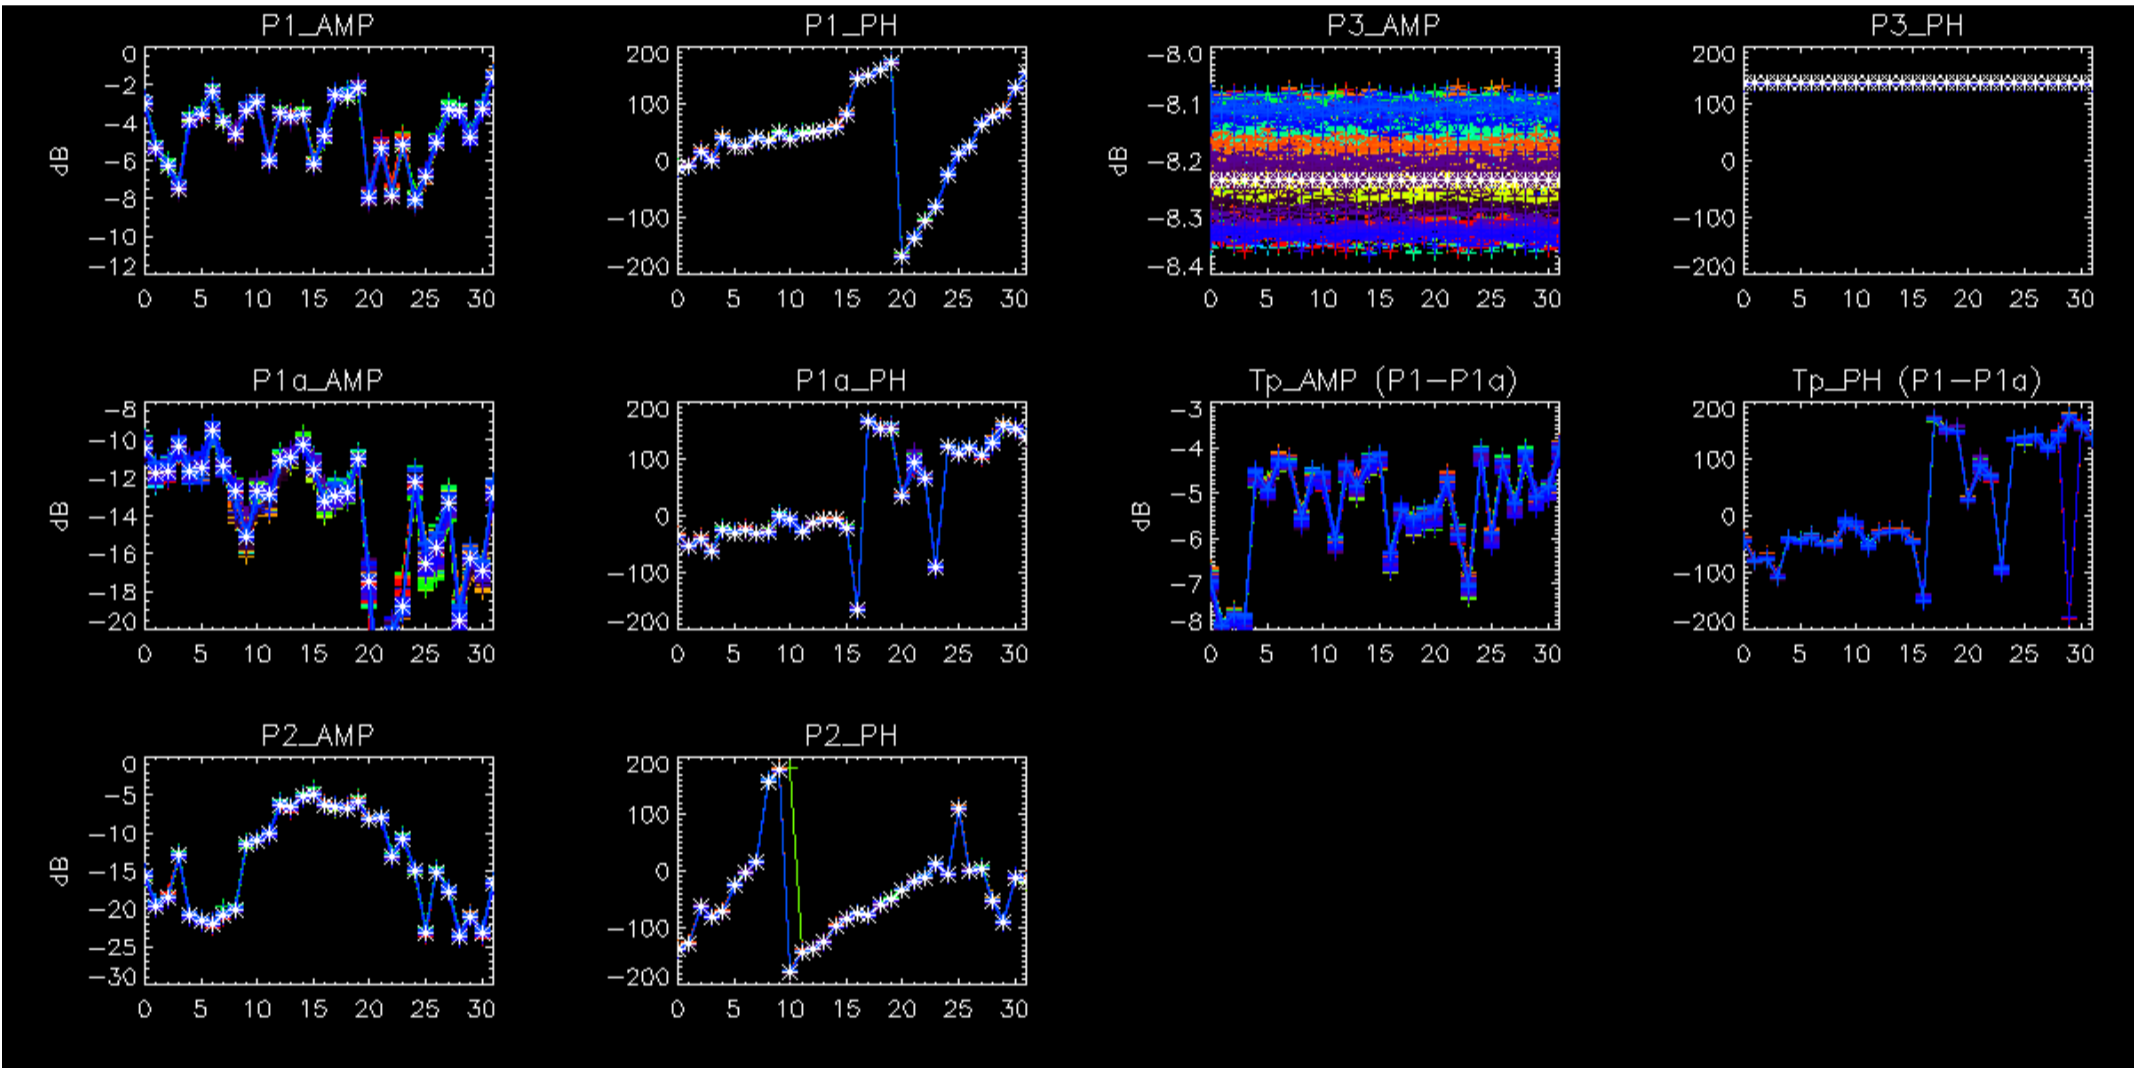 P1_AMP
0
-2
-4
-6
-8
-10
-12
dB
0 5 10 15 20 25 30
P1_PH
200
100
0
-100
-200
0 5 10 15 20 25 30
P3_AMP
-8.0
-8.1
-8.2
-8.3
-8.4
dB
0 5 10 15 20 25 30
P3_PH
200
100
0
-100
-200
0 5 10 15 20 25 30
P1a_AMP
-8
-10
-12
-14
-16
-18
-20
dB
0 5 10 15 20 25 30
P1a_PH
200
100
0
-100
-200
0 5 10 15 20 25 30
Tp_AMP (P1-P1a)
-3
-4
-5
-6
-7
-8
dB
0 5 10 15 20 25 30
Tp_PH (P1-P1a)
200
100
0
-100
-200
0 5 10 15 20 25 30
P2_AMP
0
-5
-10
-15
-20
-25
-30
dB
0 5 10 15 20 25 30
P2_PH
200
100
0
-100
-200
0 5 10 15 20 25 30